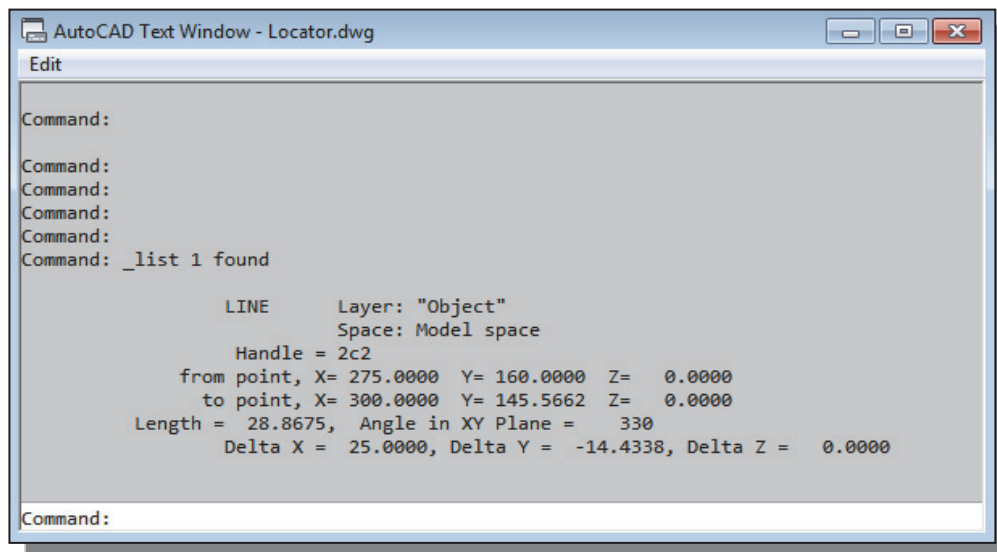 AutoCAD Text Window - Locator.dwg
Edit
Command:
Command:
Command:
Command:
Command:
Command: _list 1 found
LINE Layer: "Object"
Space: Model space
Handle = 2c2
from point, X= 275.0000 Y= 160.0000 Z= 0.0000
to point, X= 300.0000 Y= 145.5662 Z= 0.0000
Length = 28.8675, Angle in XY Plane = 330
Delta X = 25.0000, Delta Y = -14.4338, Delta Z = 0.0000
Command: